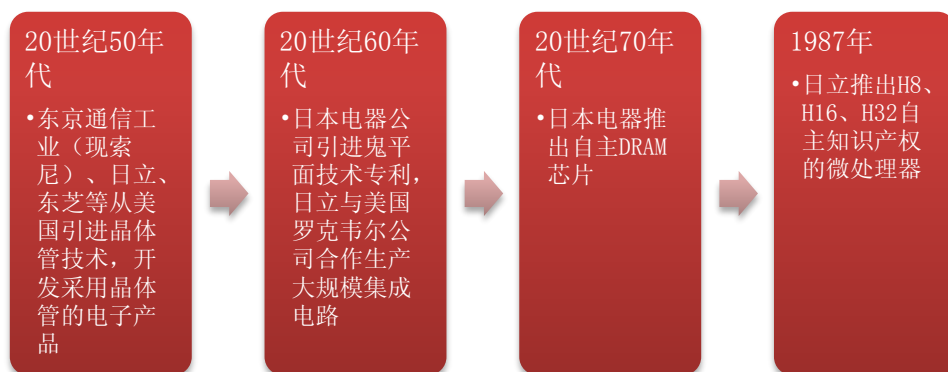 20世纪50年
代
•东京通信工
业（现索
尼）、日立、
东芝等从美
国引进晶体
管技术，开
发采用晶体
管的电子产
品
20世纪60年
代
•日本电器公
司引进鬼平
面技术专利，
日立与美国
罗克韦尔公
司合作生产
大规模集成
电路
20世纪70年
代
•日本电器推
出自主DRAM
芯片
1987年
•日立推出H8、
H16、H32自
主知识产权
的微处理器